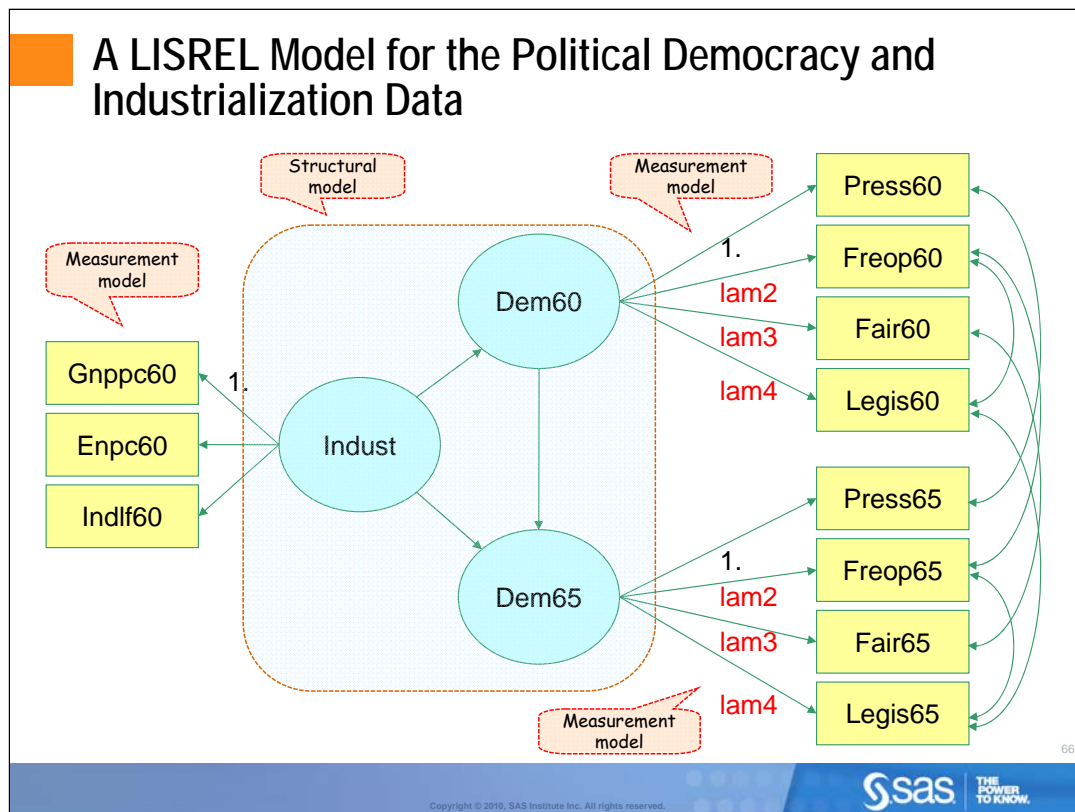 A LISREL Model for the Political Democracy and
Industrialization Data
Structural
model
Measurement
model
Measurement
model
Press60
Freop60
Fair60
Legis60
1.
lam2
lam3
lam4
Dem60
Gnppc60
Enpc60
Indlf60
1.
Indust
Dem65
Press65
Freop65
Fair65
Legis65
1.
lam2
lam3
lam4
Measurement
model
66
Copyright © 2010, SAS Institute Inc. All rights reserved.
sas
THE
POWER
TO KNOW.